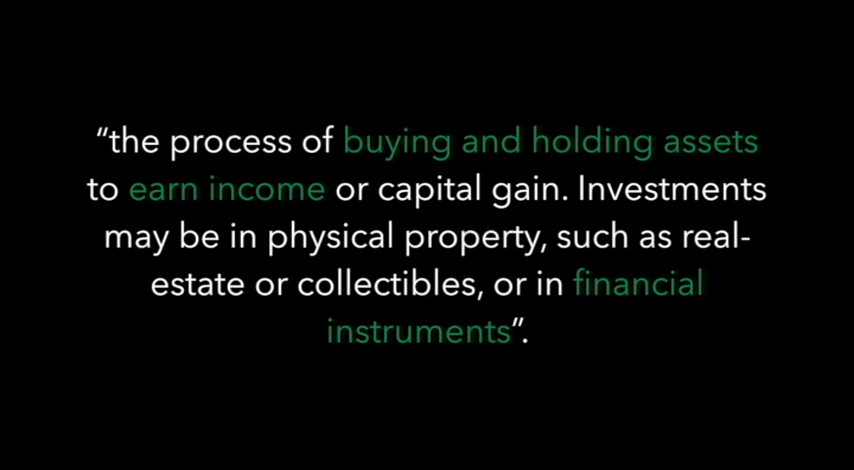 “the process of buying and holding assets
to earn income or capital gain. Investments
may be in physical property, such as real-
estate or collectibles, or in financial
instruments”.